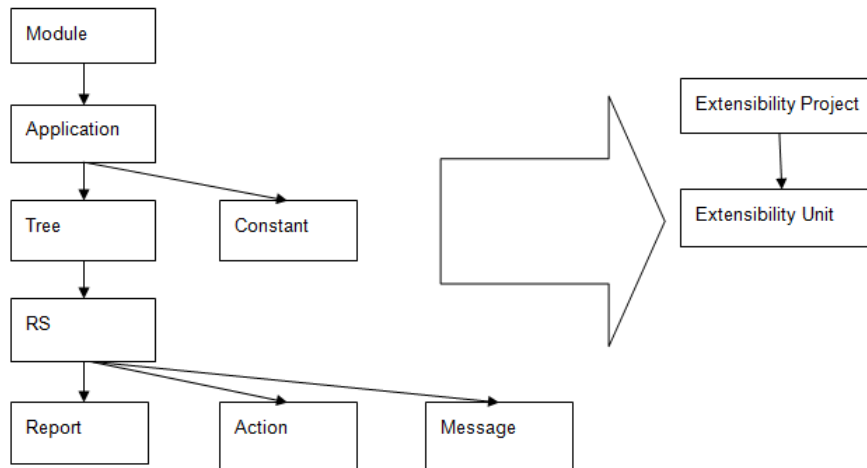 Module
Application
Tree
Constant
RS
Report
Action
Message
Extensibility Project
Extensibility Unit